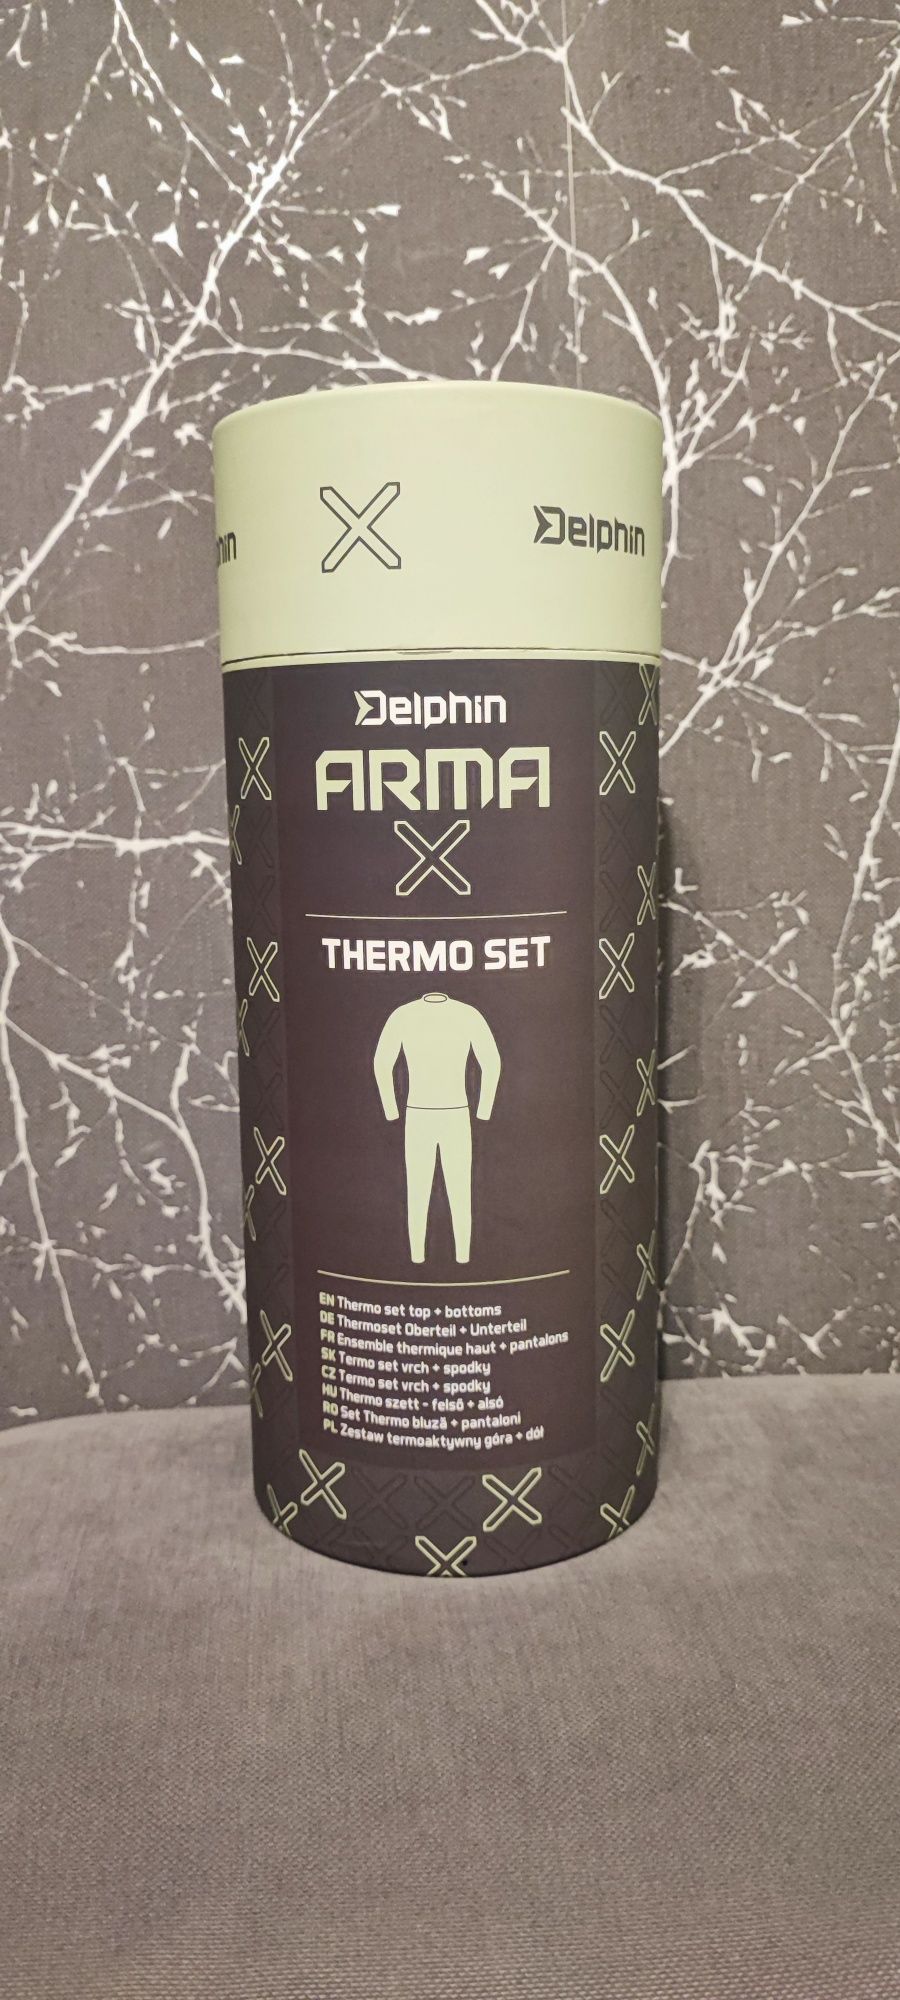 X
Delphin
Delphin
ARMA
X
THERMO SET
EN Thermo set top + bottoms
DE Thermoset Oberteil + Unterteil
FR Ensemble thermique haut + pantalons
SK Termo set vrch + spodky
CZ Termo set vrch + spodky
HU Thermo szett - felső + alsó
RO Set Thermo bluză + pantaloni
PL Zestaw termoaktywny góra + dół